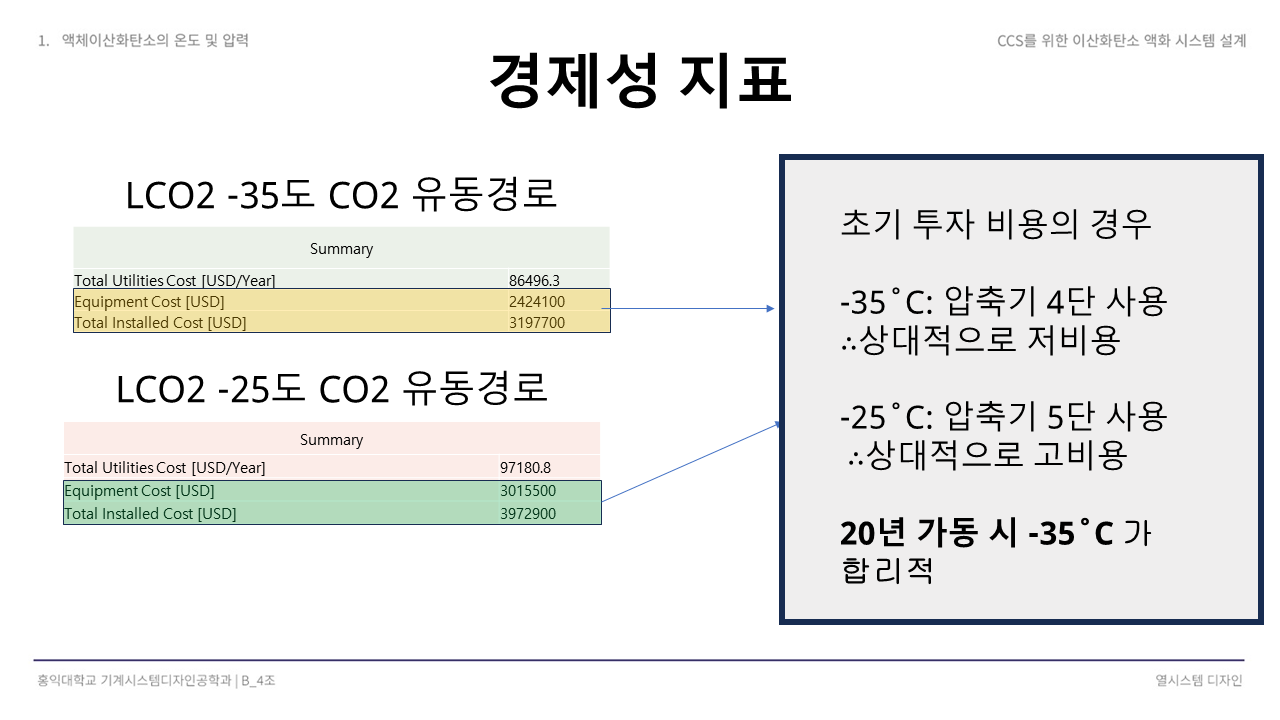 1. 액체이산화탄소의 온도 및 압력
CCS를 위한 이산화탄소 액화 시스템 설계
경제성 지표
LCO2 -35도 CO2 유동경로
Summary
Total Utilities Cost [USD/Year] 86496.3
Equipment Cost [USD] 2424100
Total Installed Cost [USD] 3197700
LCO2 -25도 CO2 유동경로
Summary
Total Utilities Cost [USD/Year] 97180.8
Equipment Cost [USD] 3015500
Total Installed Cost [USD] 3972900
초기 투자 비용의 경우
-35˚C: 압축기 4단 사용
∴상대적으로 저비용
-25˚C: 압축기 5단 사용
∴상대적으로 고비용
20년 가동 시 -35˚C 가
합리적
홍익대학교 기계시스템디자인공학과 | B_4조
열시스템 디자인